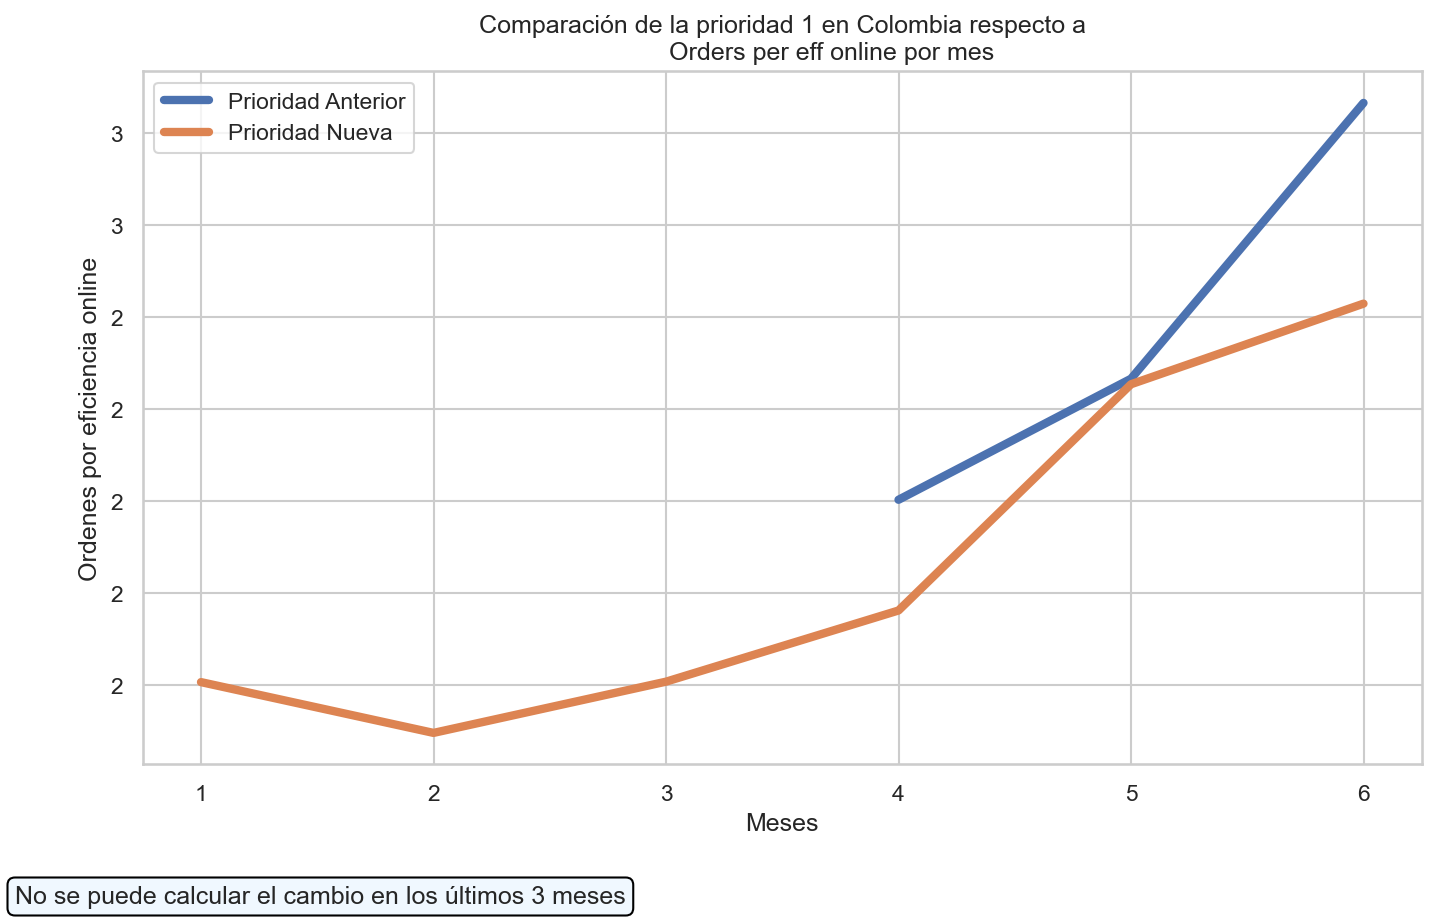 Comparación de la prioridad 1 en Colombia respecto a
Orders per eff online por mes
Prioridad Anterior
Prioridad Nueva
Ordenes por eficiencia online
3
3
2
2
2
2
2
1
2
3
4
5
6
Meses
No se puede calcular el cambio en los últimos 3 meses